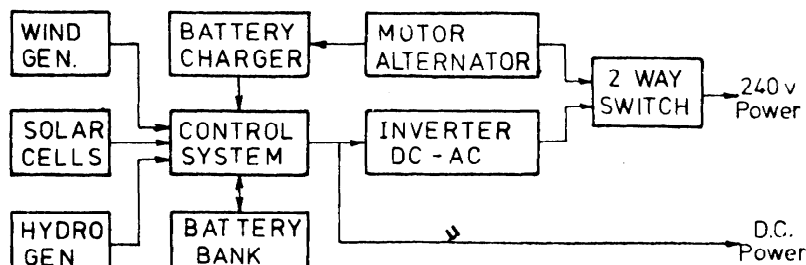 WIND
GEN.
BATTERY
CHARGER
MOTOR
ALTERNATOR
2 WAY
SWITCH
240v
Power
SOLAR
CELLS
CONTROL
SYSTEM
INVERTER
DC - AC
HYDRO
GEN
BATTERY
BANK
D.C.
Power